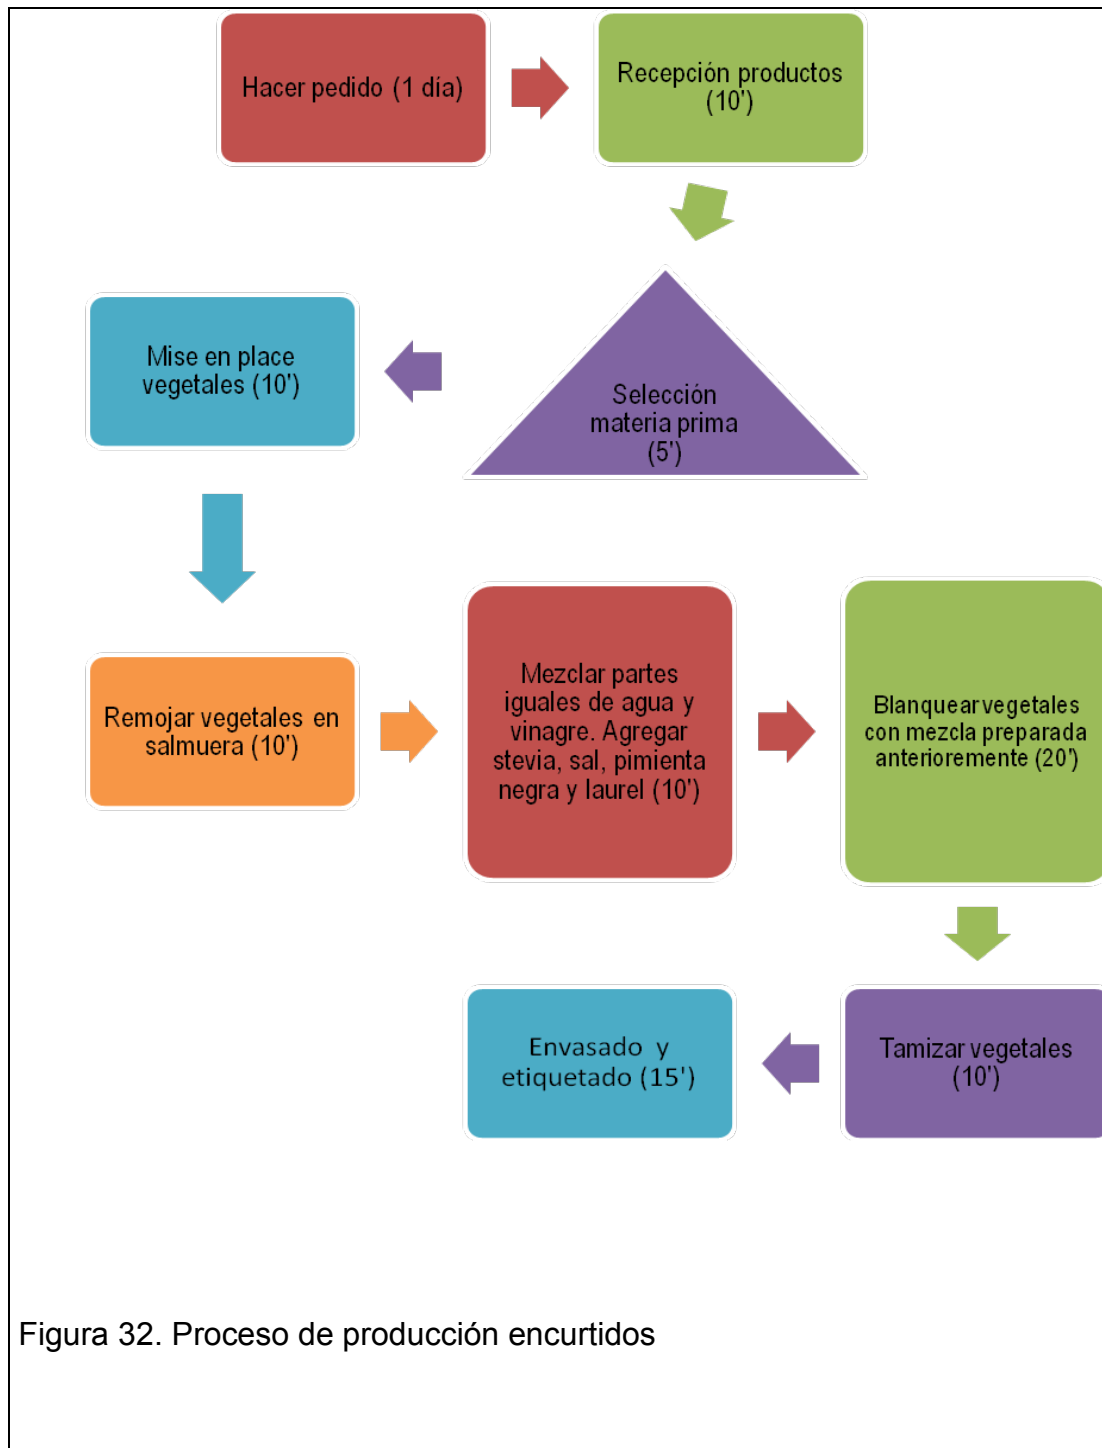 Hacer pedido (1 día)
Recepción productos
(10')
Selección
materia prima
(5')
Mise en place
vegetales (10')
Remojar vegetales en
salmuera (10')
Mezclar partes
iguales de agua y
vinagre. Agregar
stevia, sal, pimienta
negra y laurel (10')
Blanquear vegetales
con mezcla preparada
anterioremente (20')
Tamizar vegetales
(10')
Envasado y
etiquetado (15')
Figura 32. Proceso de producción encurtidos